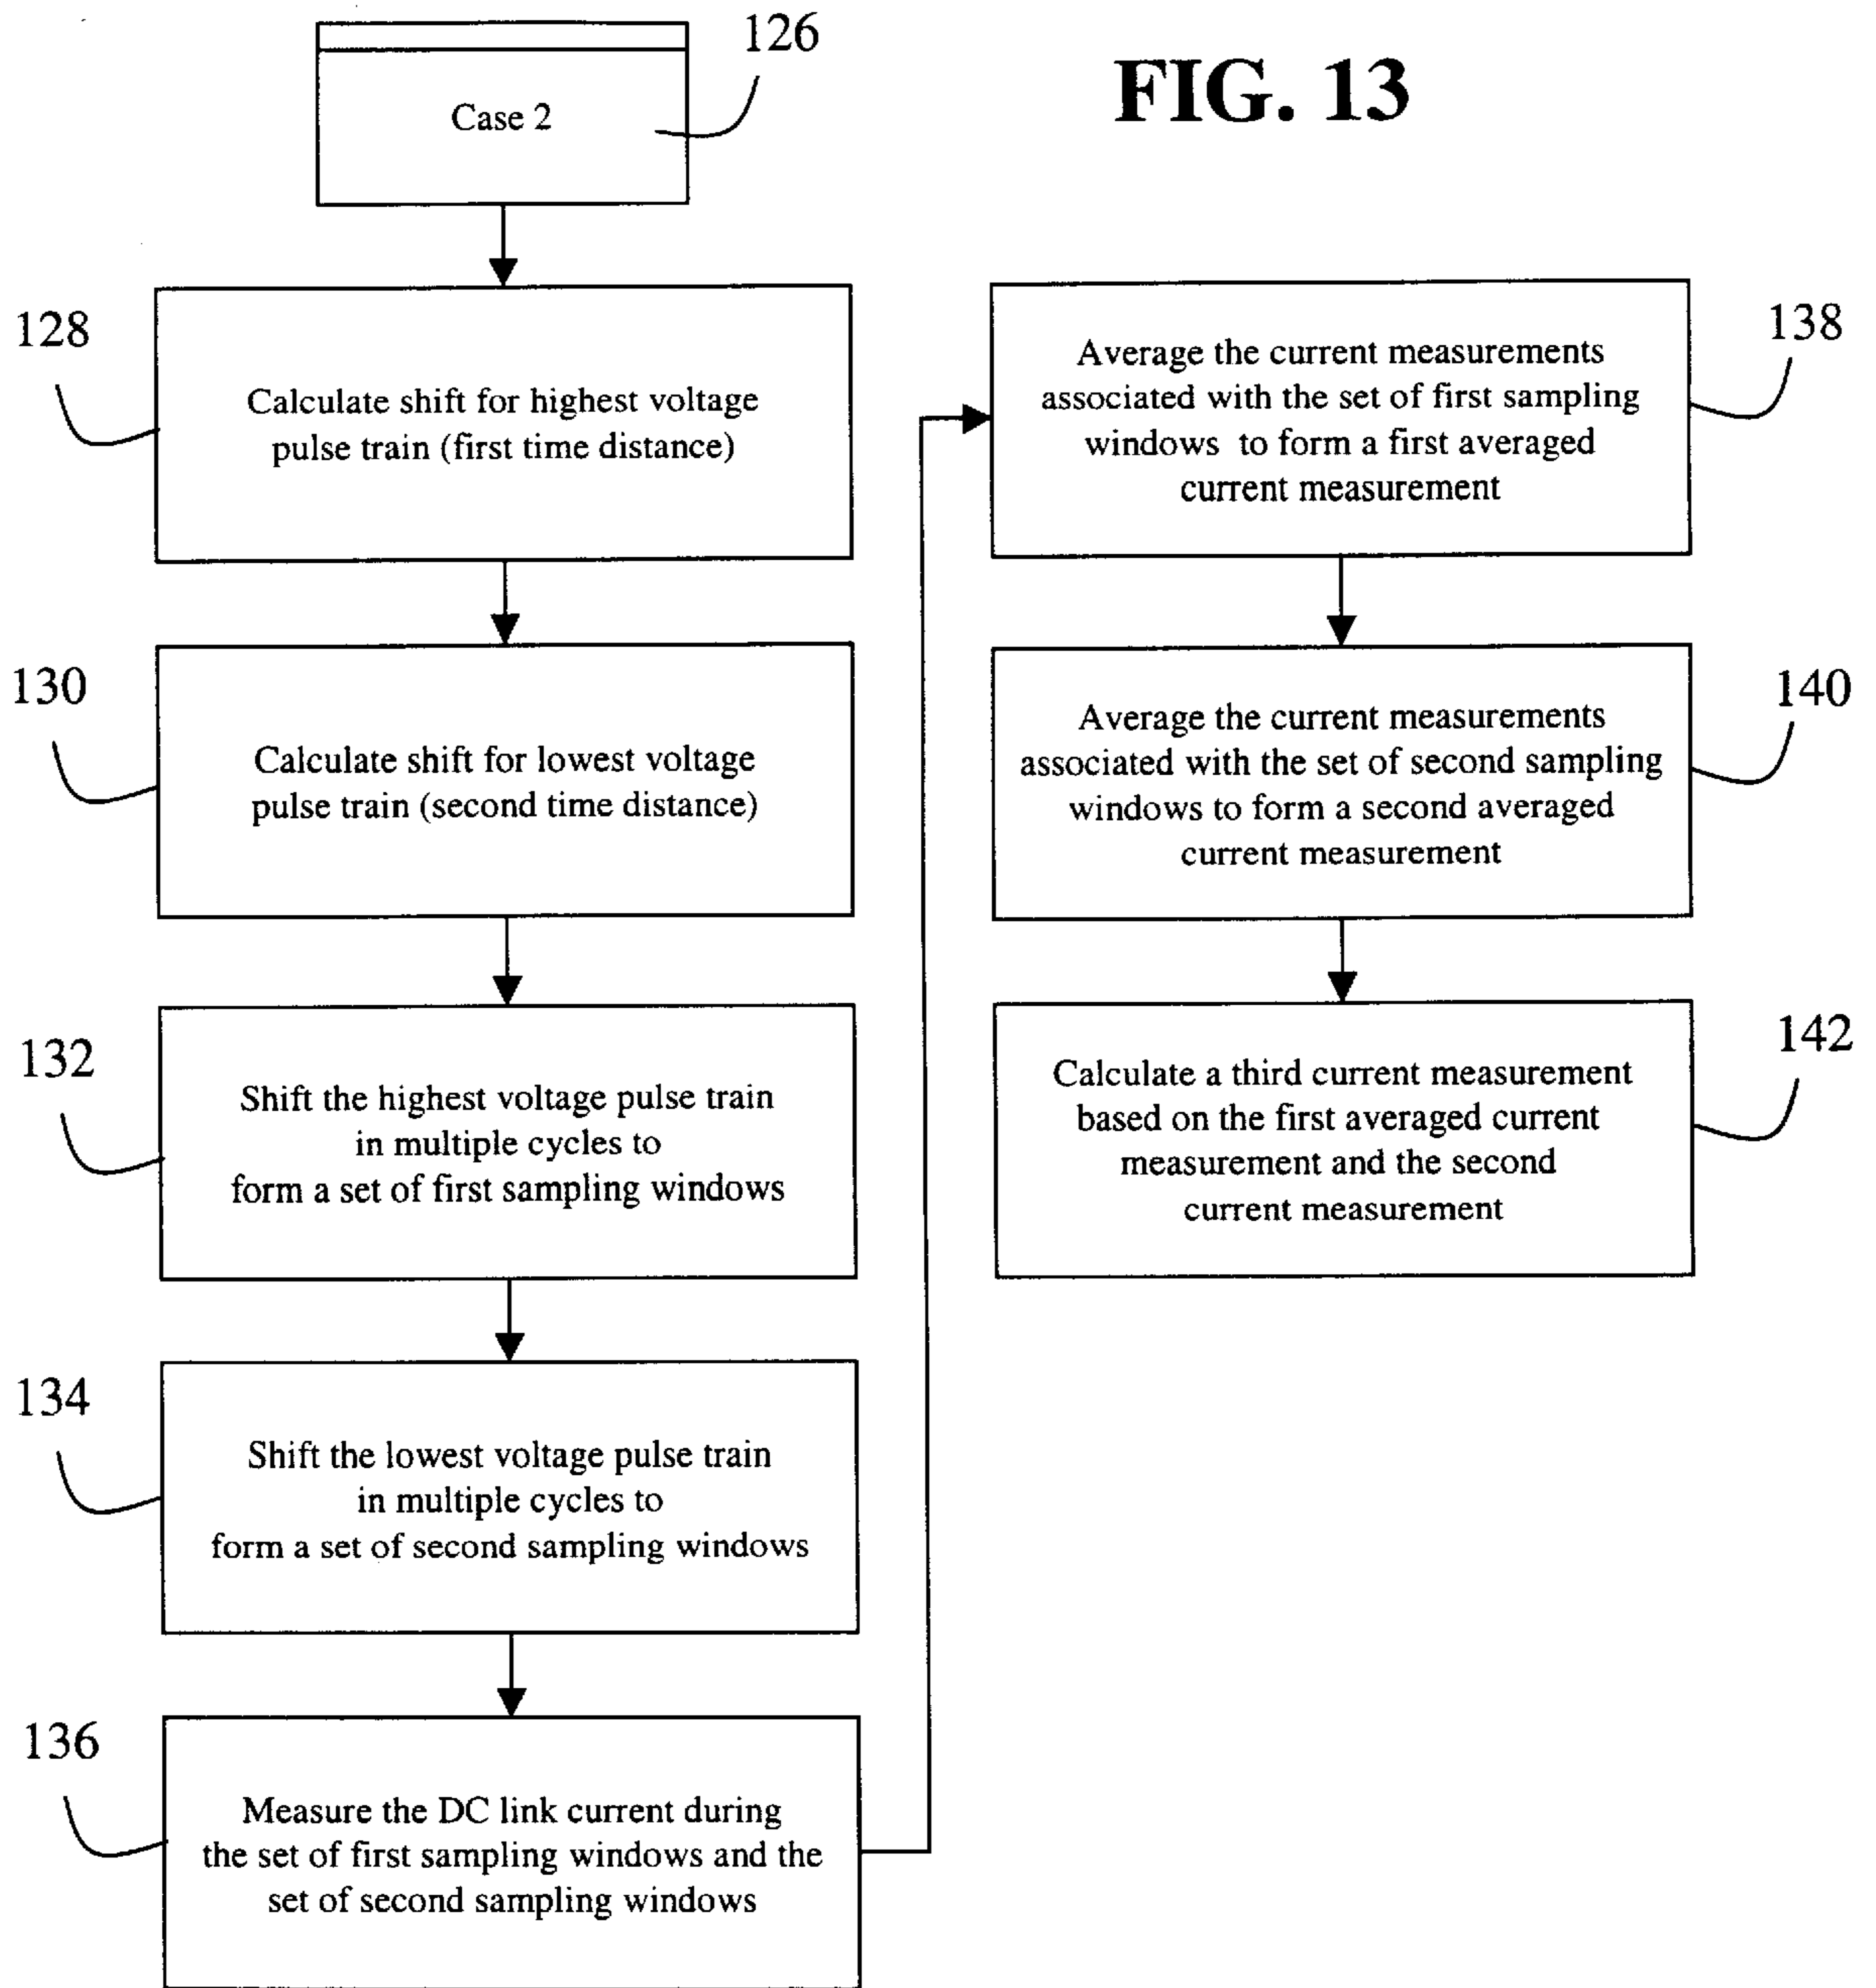 FIG. 13
126
Case 2
128
Calculate shift for highest voltage
pulse train (first time distance)
130
Calculate shift for lowest voltage
pulse train (second time distance)
132
Shift the highest voltage pulse train
in multiple cycles to
form a set of first sampling windows
134
Shift the lowest voltage pulse train
in multiple cycles to
form a set of second sampling windows
136
Measure the DC link current during
the set of first sampling windows and the
set of second sampling windows
138
Average the current measurements
associated with the set of first sampling
windows to form a first averaged
current measurement
140
Average the current measurements
associated with the set of second sampling
windows to form a second averaged
current measurement
142
Calculate a third current measurement
based on the first averaged current
measurement and the second
current measurement